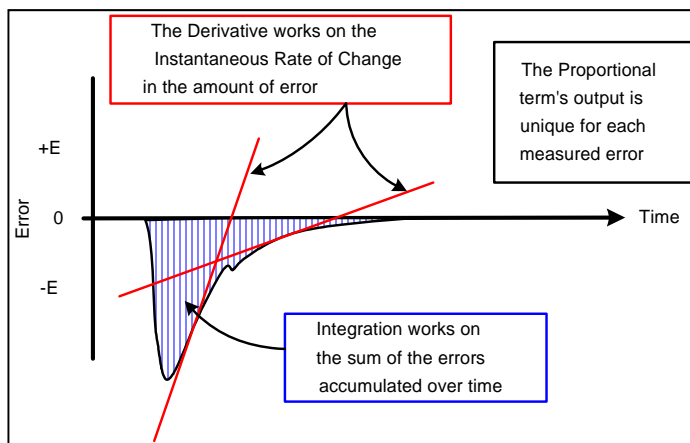 The Derivative works on the
Instantaneous Rate of Change
in the amount of error
The Proportional
term's output is
unique for each
measured error
+E
Error
0
Time
-E
Integration works on
the sum of the errors
accumulated over time